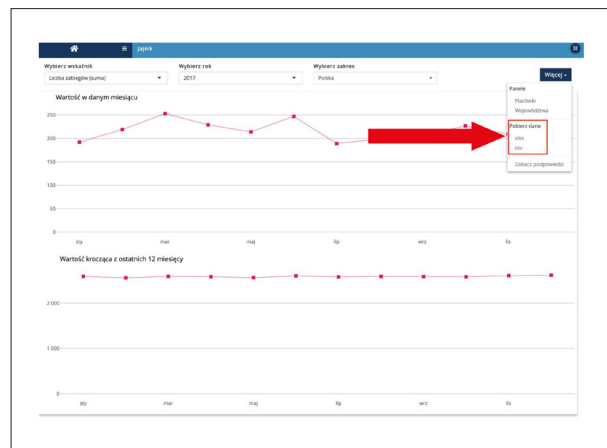 Jajnik
Wybierz wskaźnik
Wybierz rok
Wybierz zakres
Liczba zabiegów (suma)
2017
Polska
Więcej
Panele
Placówki
Województwa
Pobierz dane
xlsx
csv
Zobacz podpowiedzi
Wartość w danym miesiącu
250
200
150
100
50
0
sty
mar
maj
lip
wrz
lis
Wartość krocząca z ostatnich 12 miesięcy
2 000
1 000
0
sty
mar
maj
lip
wrz
lis